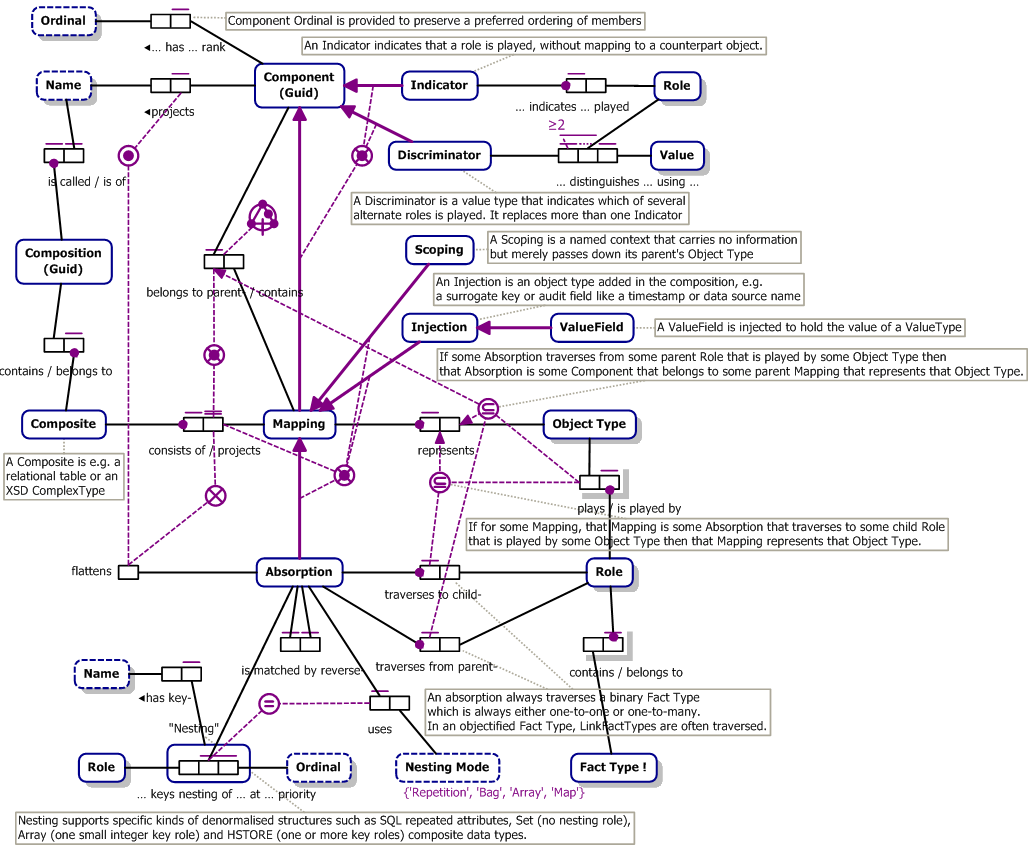 Ordinal
Component Ordinal is provided to preserve a preferred ordering of members
◄... has ... rank
An Indicator indicates that a role is played, without mapping to a counterpart object.
Name
Component
(Guid)
Indicator
Role
◄projects
... indicates ... played
≥2
Discriminator
Value
is called / is of
... distinguishes ... using ...
A Discriminator is a value type that indicates which of several
alternate roles is played. It replaces more than one Indicator
Composition
(Guid)
Scoping
A Scoping is a named context that carries no information
but merely passes down its parent's Object Type
belongs to parent- / contains
An Injection is an object type added in the composition, e.g.
a surrogate key or audit field like a timestamp or data source name
Injection
ValueField
A ValueField is injected to hold the value of a ValueType
contains / belongs to
If some Absorption traverses from some parent Role that is played by some Object Type then
that Absorption is some Component that belongs to some parent Mapping that represents that Object Type.
Composite
Mapping
Object Type
consists of / projects
represents
A Composite is e.g. a
relational table or an
XSD ComplexType
plays / is played by
If for some Mapping, that Mapping is some Absorption that traverses to some child Role
that is played by some Object Type then that Mapping represents that Object Type.
flattens
Absorption
Role
traverses to child-
is matched by reverse-
traverses from parent-
contains / belongs to
Name
◄has key-
An absorption always traverses a binary Fact Type
which is always either one-to-one or one-to-many.
In an objectified Fact Type, LinkFactTypes are often traversed.
"Nesting"
uses
Role
Ordinal
Nesting Mode
Fact Type !
... keys nesting of ... at ... priority
{'Repetition', 'Bag', 'Array', 'Map'}
Nesting supports specific kinds of denormalised structures such as SQL repeated attributes, Set (no nesting role),
Array (one small integer key role) and HSTORE (one or more key roles) composite data types.